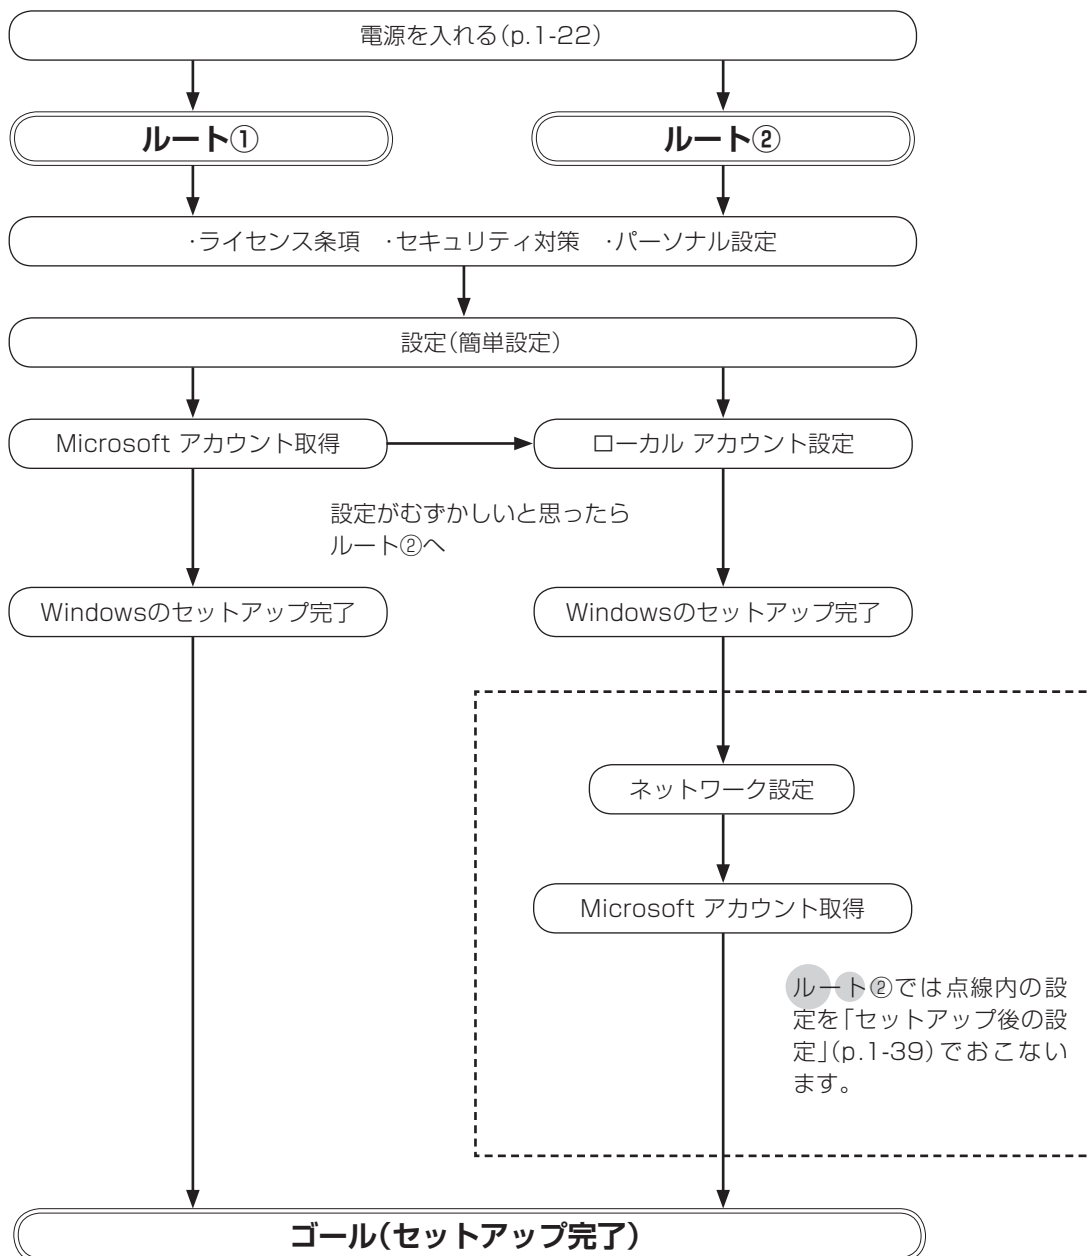 電源を入れる(p.1-22)
ルート① ルート②
·ライセンス条項 ·セキュリティ対策 ·パーソナル設定
設定(簡単設定)
Microsoft アカウント取得 ローカル アカウント設定
設定がむずかしいと思ったら
ルート②へ
Windowsのセットアップ完了 Windowsのセットアップ完了
ネットワーク設定
Microsoft アカウント取得
ルート②では点線内の設
定を「セットアップ後の設
定」(p.1-39)でおこない
ます。
ゴール(セットアップ完了)